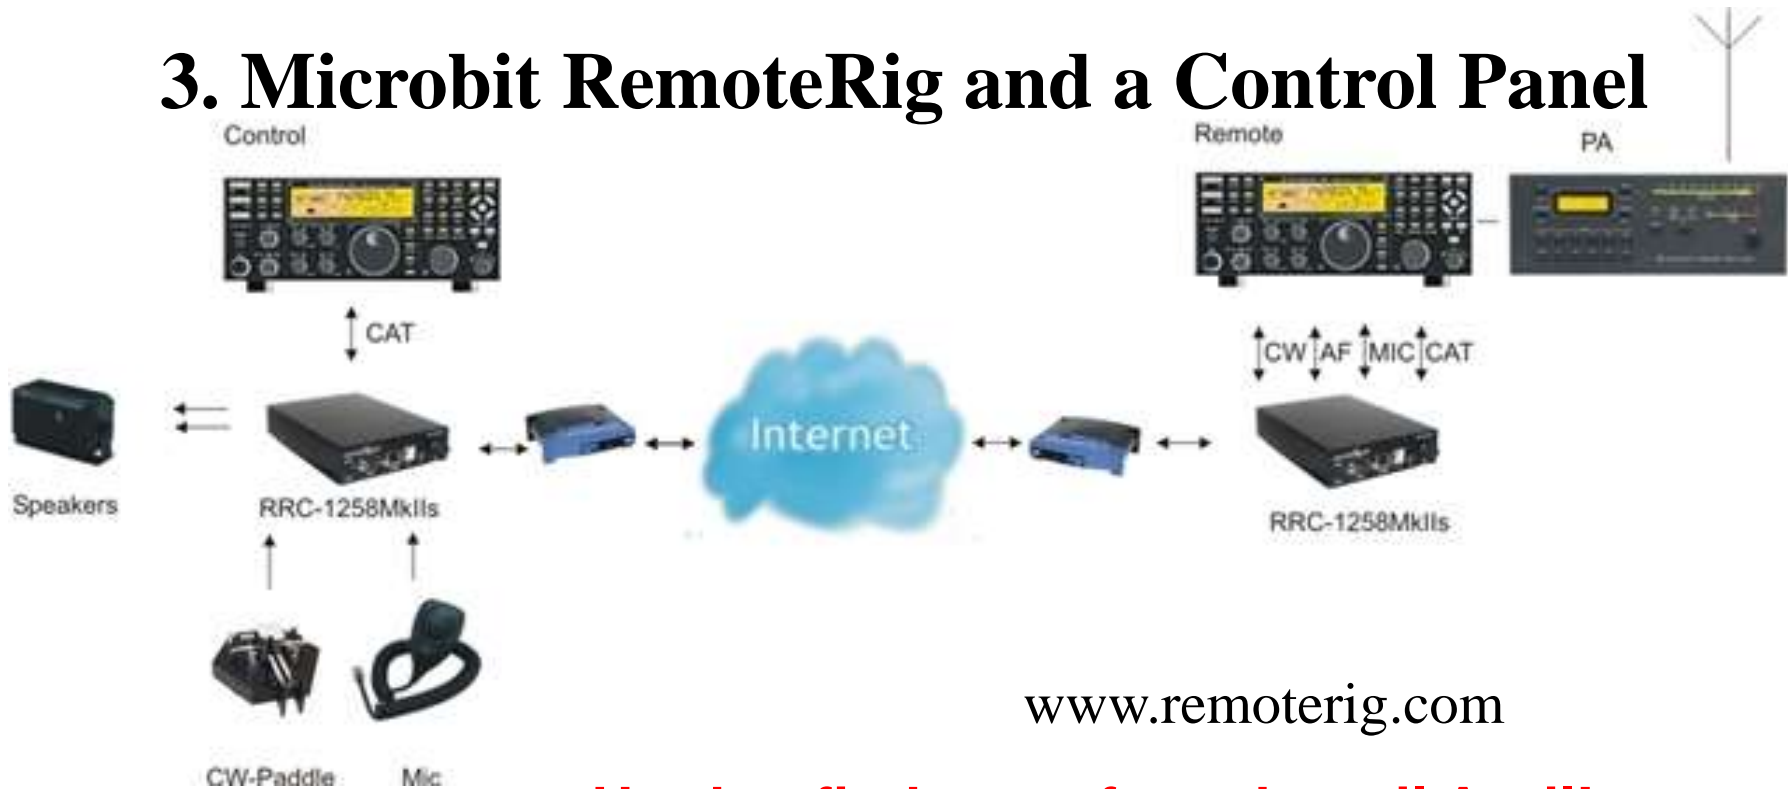 3. Microbit RemoteRig and a Control Panel
Control
Remote
PA
CAT
CW
AF
MIC
CAT
Internet
Speakers
RRC-1258MkIIs
RRC-1258MkIIs
www.remoterig.com
CW-Paddle
Mic